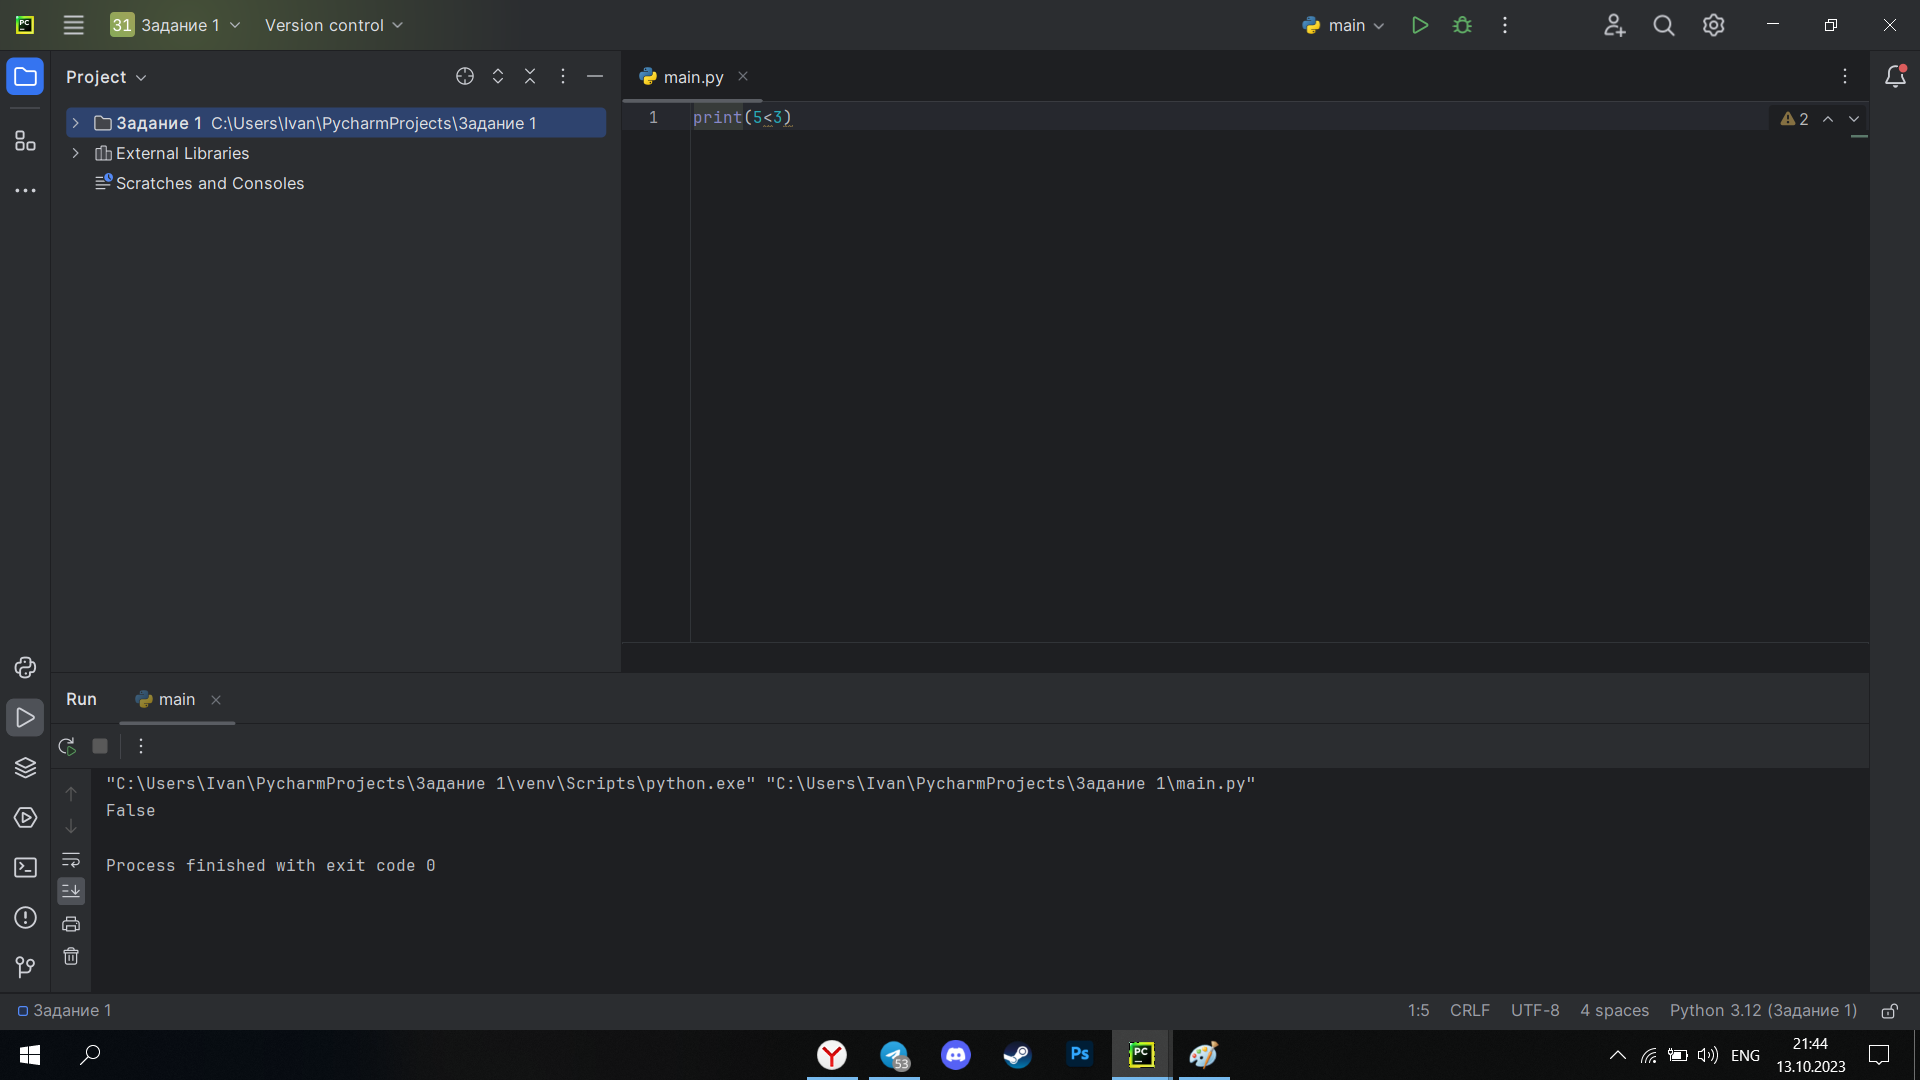 PC
31 Задание 1
Version control
main
Project
main.py
Задание 1 C:\Users\Ivan\PycharmProjects\Задание 1
External Libraries
Scratches and Consoles
1 print(5<3)
2
Run
main
"C:\Users\Ivan\PycharmProjects\Задание 1\venv\Scripts\python.exe" "C:\Users\Ivan\PycharmProjects\Задание 1\main.py"
False
Process finished with exit code 0
Задание 1
1:5 CRLF UTF-8 4 spaces Python 3.12 (Задание 1)
53
Ps
PC
ENG
21:44
13.10.2023